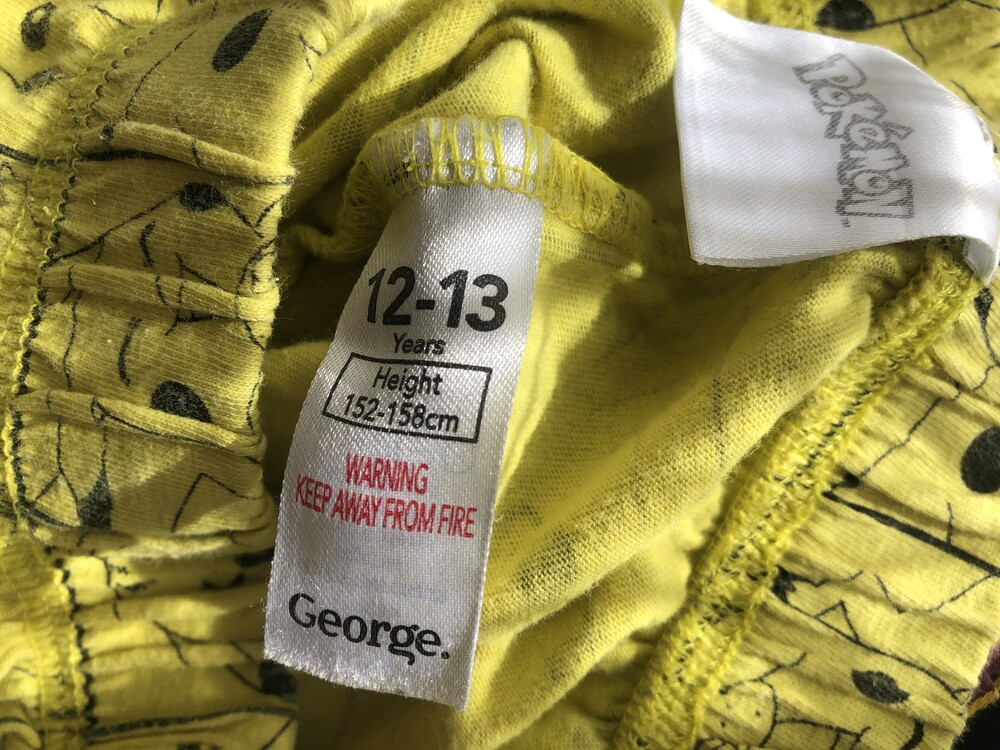 12-13
Years
Height
152-158cm
WARNING
KEEP AWAY FROM FIRE
George.
POKéMON